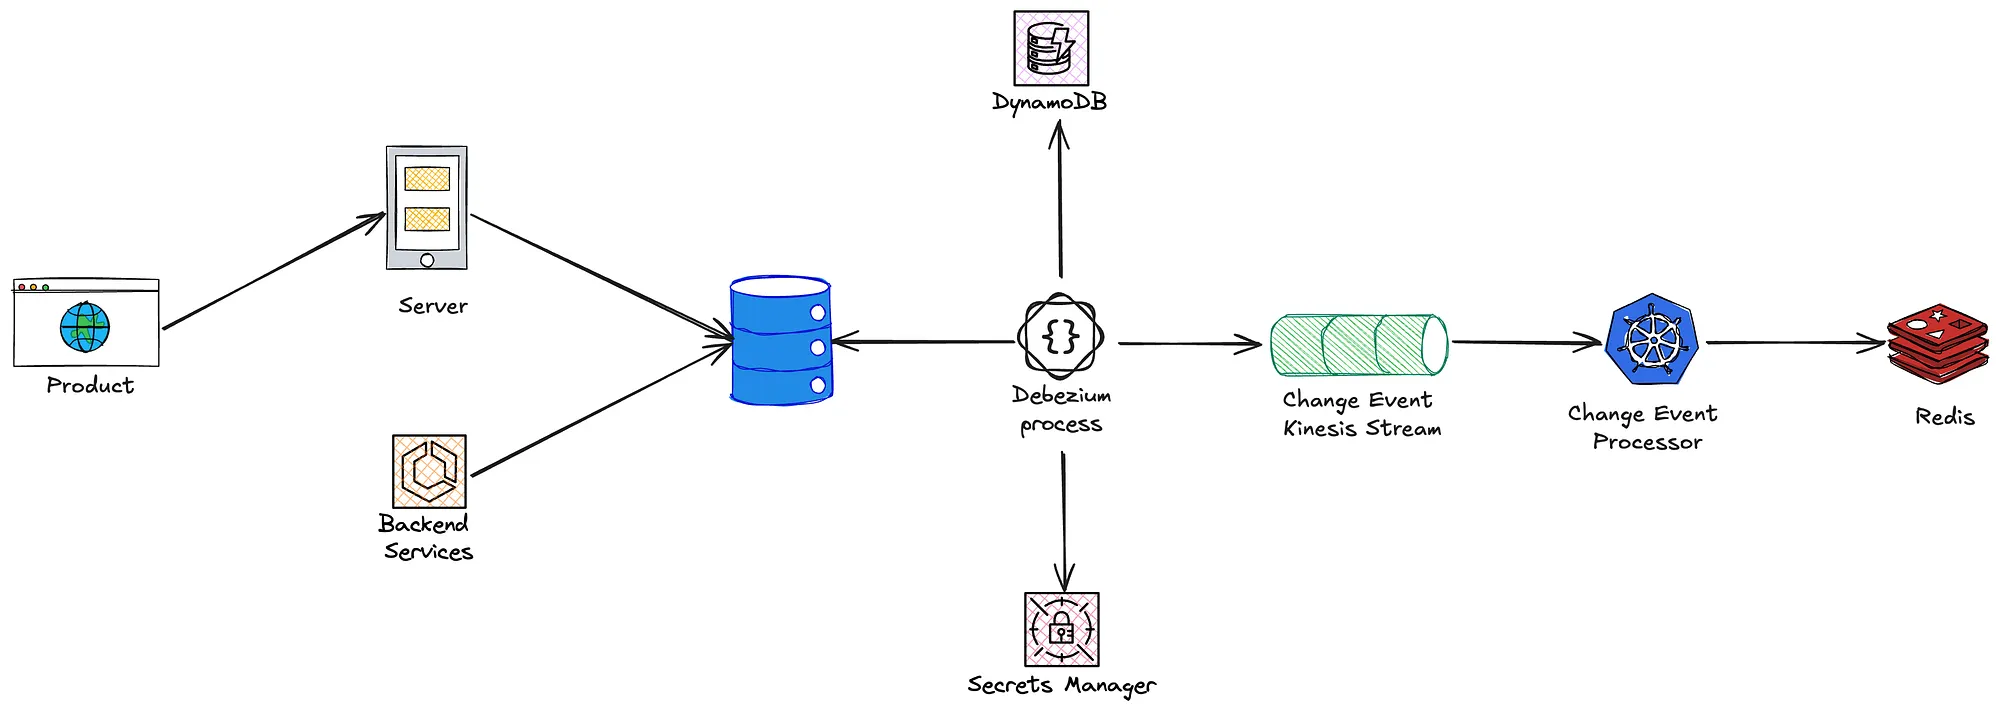 DynamoDB
Server
Product
Debezium
process
Change Event
Kinesis Stream
Change Event
Processor
Redis
Backend
Services
Secrets Manager